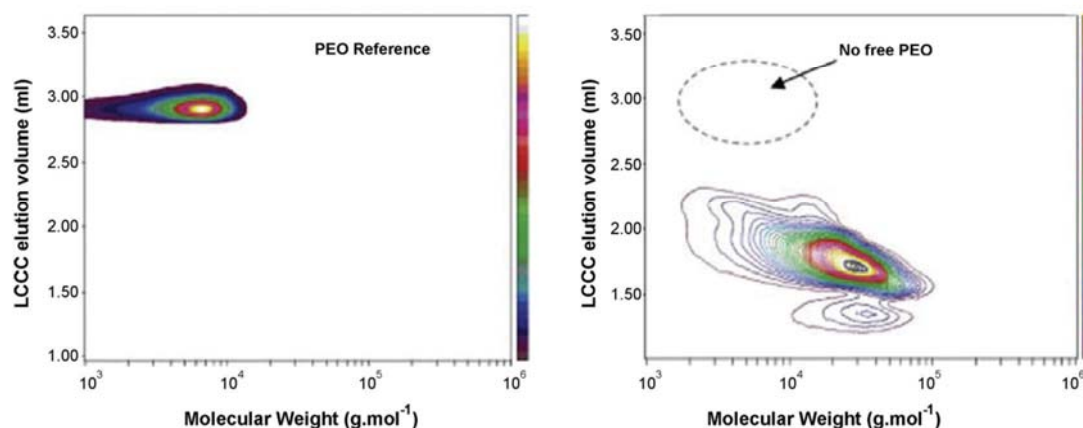 3.50
3.00
2.50
2.00
1.50
1.00
LCCC elution volume (ml)
PEO Reference
10³ 10⁴ 10⁵ 10⁶
Molecular Weight (g.mol⁻¹)
3.50
3.00
2.50
2.00
1.50
LCCC elution volume (ml)
No free PEO
10³ 10⁴ 10⁵ 10⁶
Molecular Weight (g.mol⁻¹)